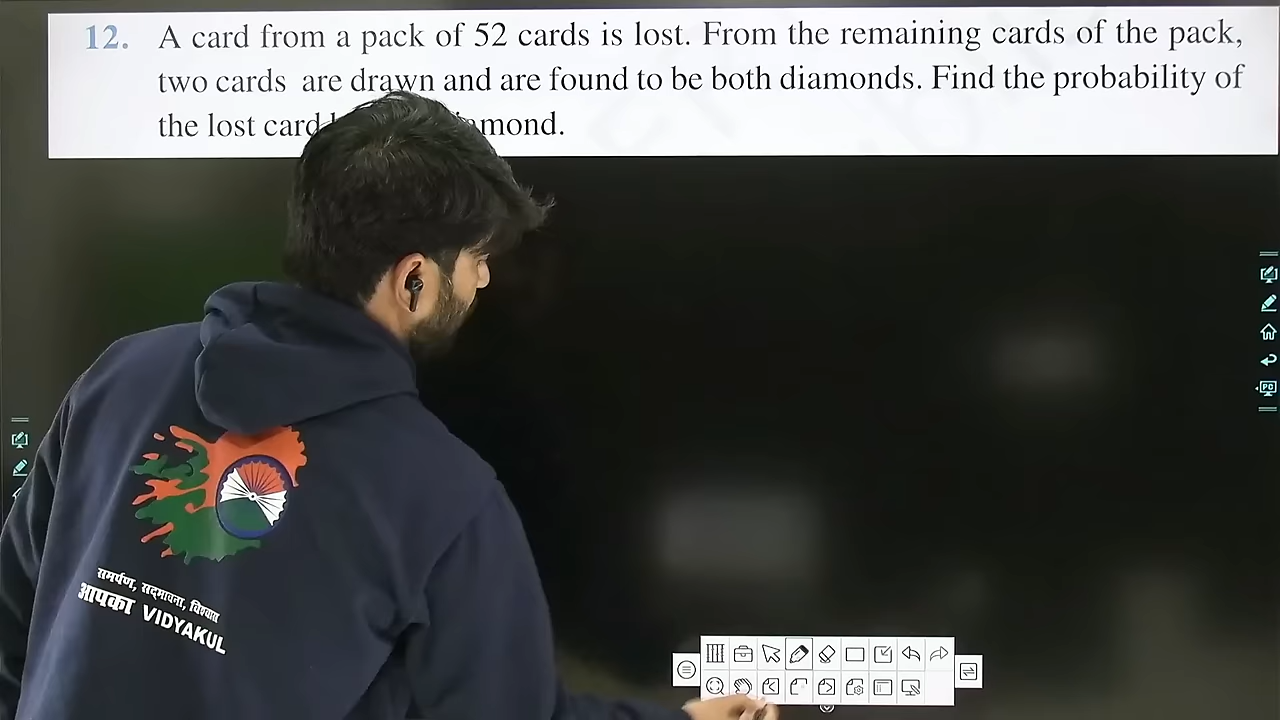 12. A card from a pack of 52 cards is lost. From the remaining cards of the pack,
two cards are drawn and are found to be both diamonds. Find the probability of
the lost card amond.
समर्पण, सद्भावना, विश्वास
आपका VIDYAKUL
PC